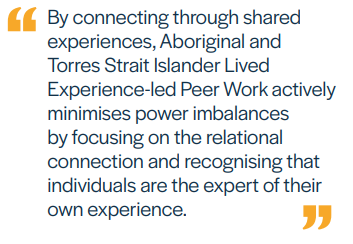 “ By connecting through shared
experiences, Aboriginal and
Torres Strait Islander Lived
Experience-led Peer Work actively
minimises power imbalances
by focusing on the relational
connection and recognising that
individuals are the expert of their
own experience. ”